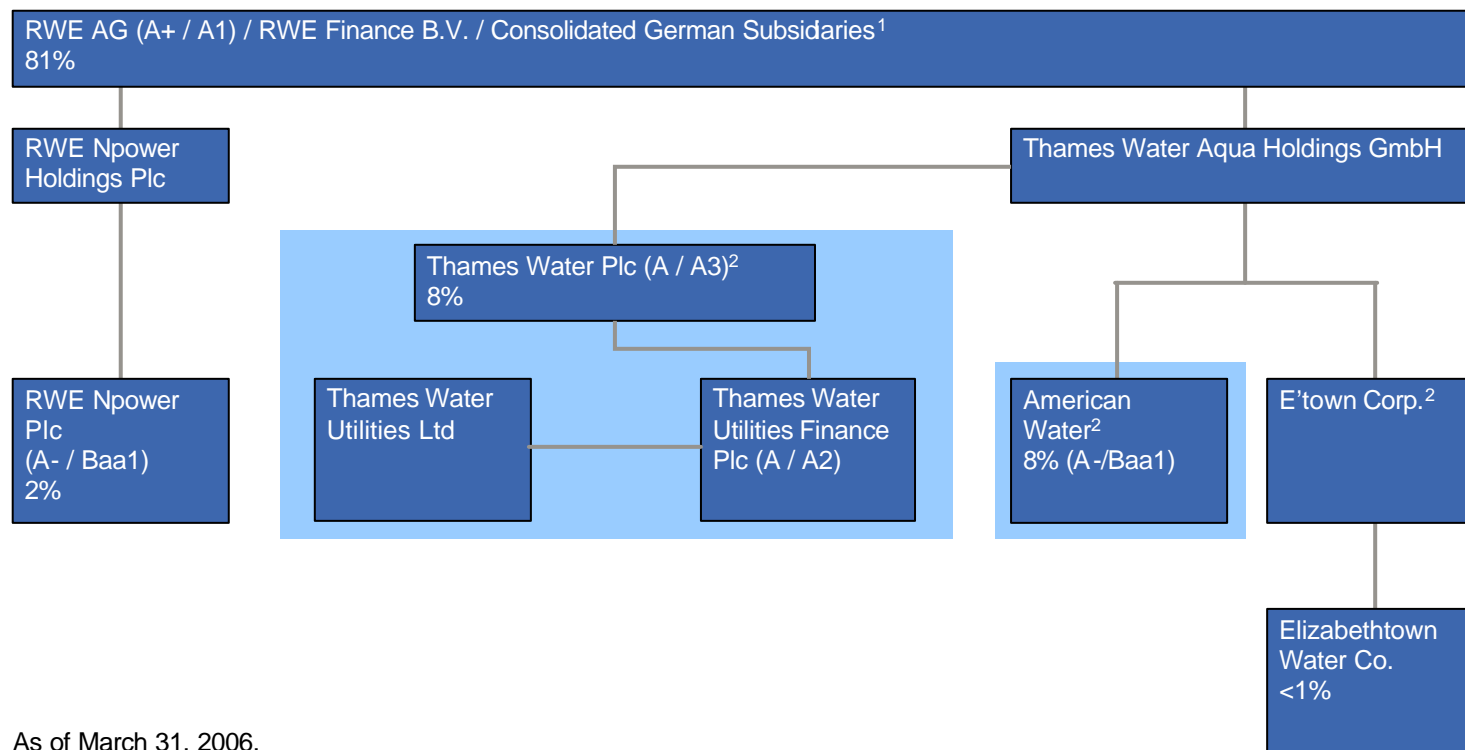 RWE AG (A+ / A1) / RWE Finance B.V. / Consolidated German Subsidiaries¹
81%
RWE Npower
Holdings Plc
Thames Water Aqua Holdings GmbH
Thames Water Plc (A / A3)²
8%
RWE Npower
Plc
(A- / Baa1)
2%
Thames Water
Utilities Ltd
Thames Water
Utilities Finance
Plc (A / A2)
American
Water²
8% (A-/Baa1)
E'town Corp.²
Elizabethtown
Water Co.
<1%
As of March 31, 2006.